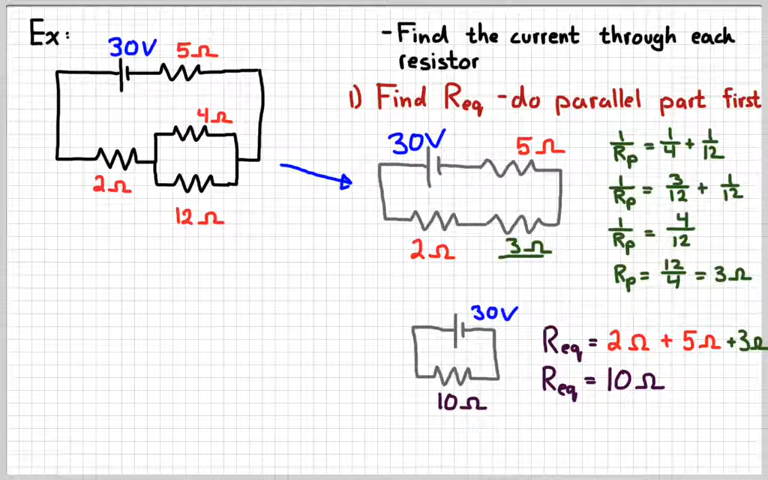 Ex:
30V
5Ω
4Ω
2Ω
12Ω
- Find the current through each
resistor
1) Find Req - do parallel part first
30V
5Ω
2Ω
3Ω
1/Rp = 1/4 + 1/12
1/Rp = 3/12 + 1/12
1/Rp = 4/12
Rp = 12/4 = 3Ω
30V
10Ω
Req = 2Ω + 5Ω +3Ω
Req = 10Ω